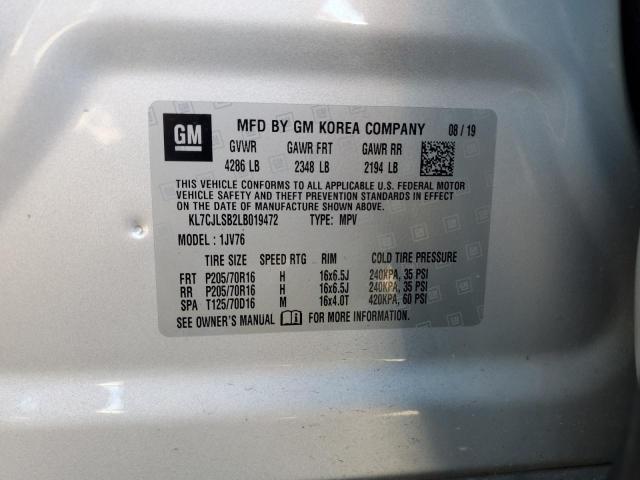 GM MFD BY GM KOREA COMPANY 08 / 19
GVWR GAWR FRT GAWR RR
4286 LB 2348 LB 2194 LB
THIS VEHICLE CONFORMS TO ALL APPLICABLE U.S. FEDERAL MOTOR
VEHICLE SAFETY AND THEFT PREVENTION STANDARDS IN EFFECT
ON THE DATE OF MANUFACTURE SHOWN ABOVE.
KL7CJLSB2LB019472 TYPE: MPV
MODEL : 1JV76
TIRE SIZE SPEED RTG RIM COLD TIRE PRESSURE
FRT P205/70R16 H 16x6.5J 240KPA, 35 PSI
RR P205/70R16 H 16x6.5J 240KPA, 35 PSI
SPA T125/70D16 M 16x4.0T 420KPA, 60 PSI
SEE OWNER'S MANUAL FOR MORE INFORMATION.